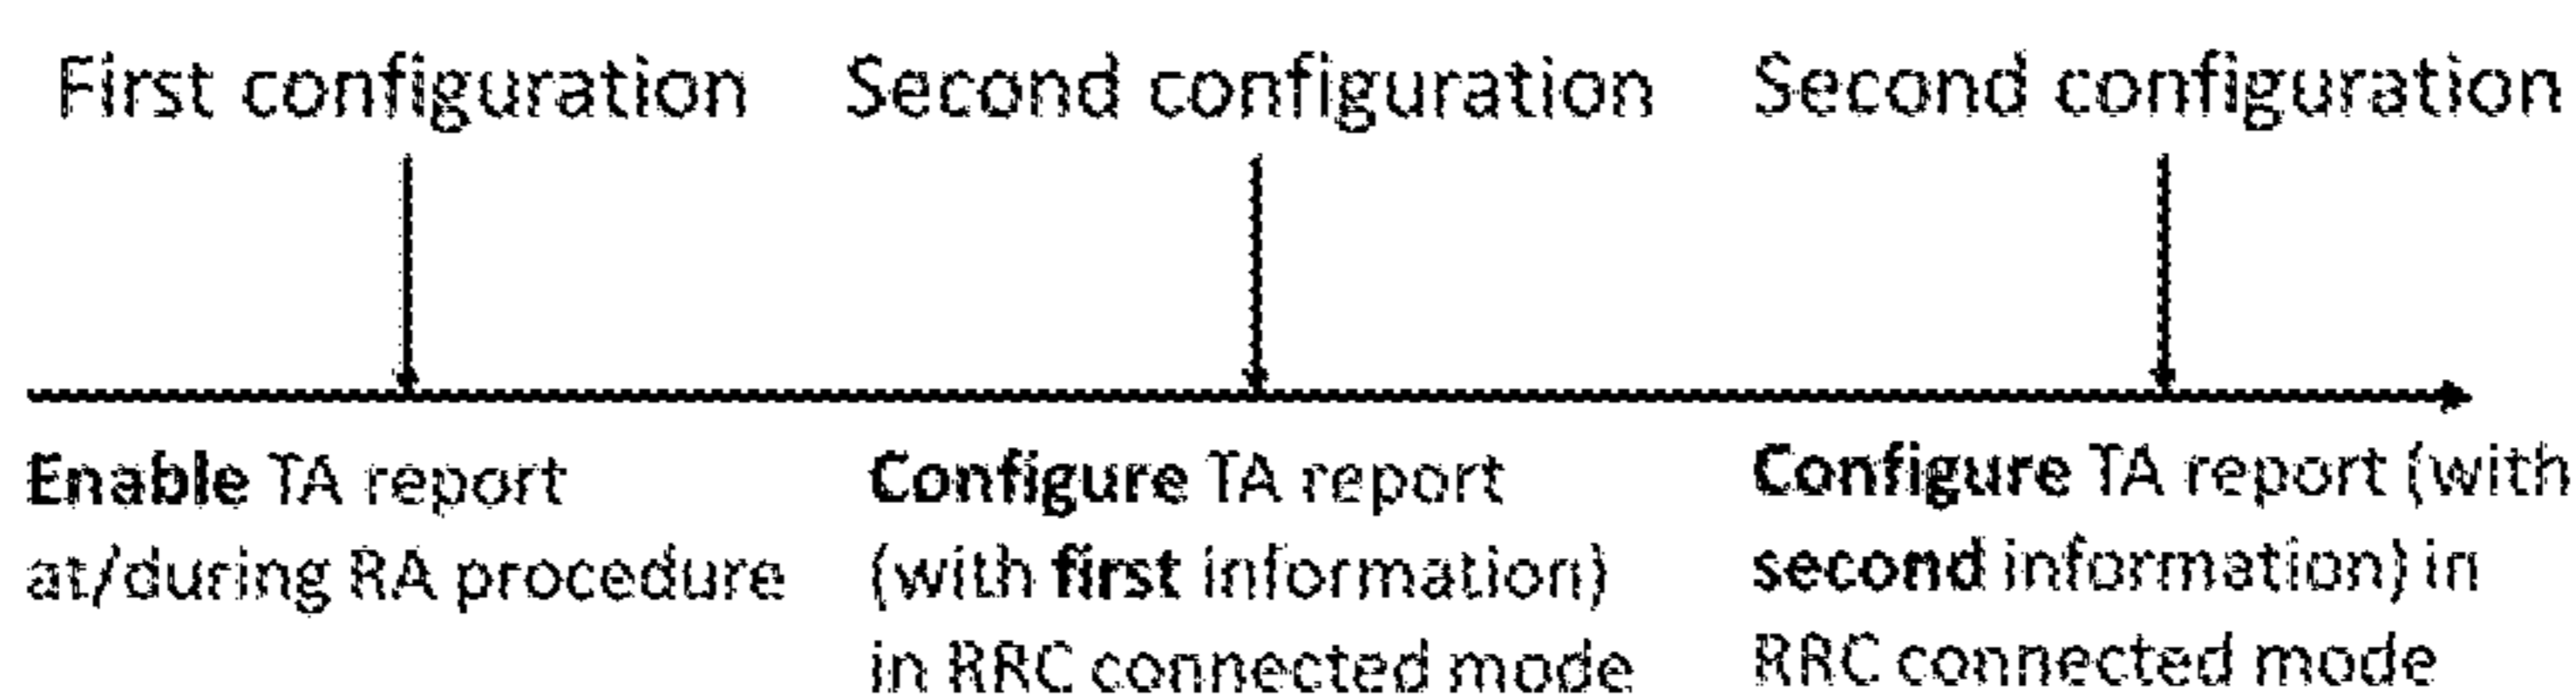 First configuration
Second configuration
Second configuration
Enable TA report
at/during RA procedure
Configure TA report
(with first information)
in RRC connected mode
Configure TA report (with
second information) in
RRC connected mode